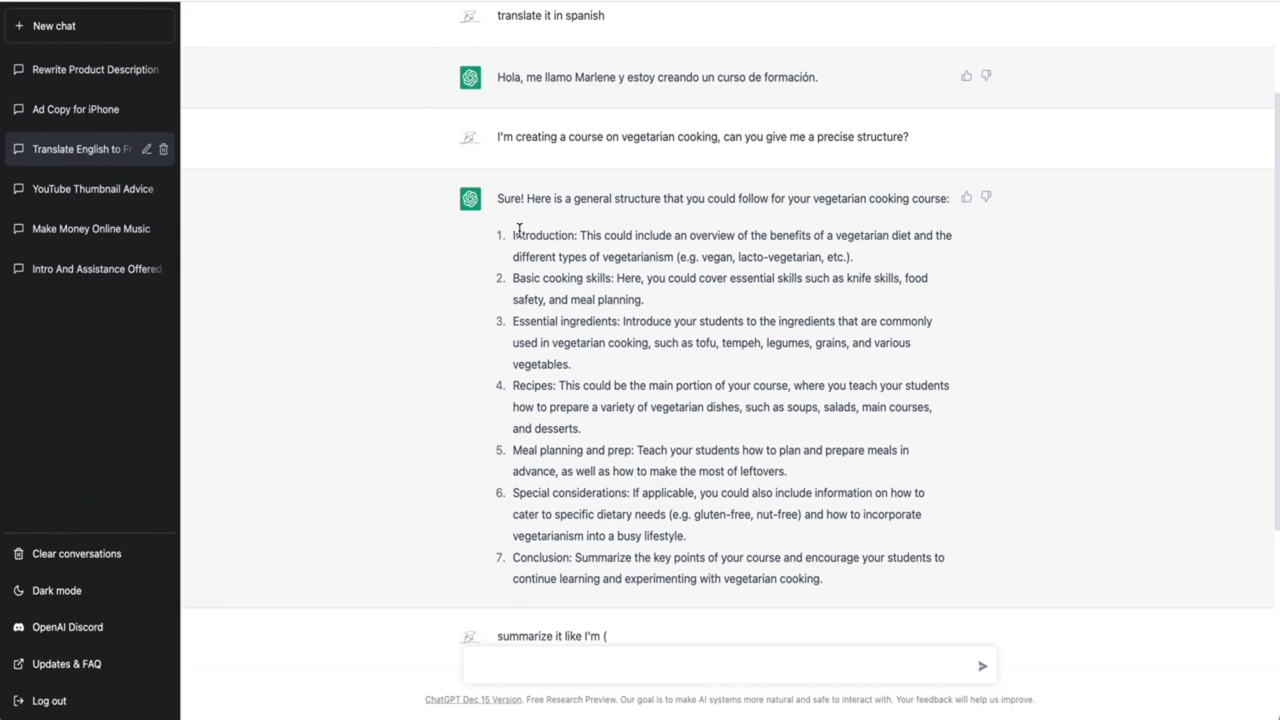 New chat
Rewrite Product Description
Ad Copy for iPhone
Translate English to Fr
YouTube Thumbnail Advice
Make Money Online Music
Intro And Assistance Offered
Clear conversations
Dark mode
OpenAI Discord
Updates & FAQ
Log out
translate it in spanish
Hola, me llamo Marlene y estoy creando un curso de formación.
I'm creating a course on vegetarian cooking, can you give me a precise structure?
Sure! Here is a general structure that you could follow for your vegetarian cooking course:
1. Introduction: This could include an overview of the benefits of a vegetarian diet and the
different types of vegetarianism (e.g. vegan, lacto-vegetarian, etc.).
2. Basic cooking skills: Here, you could cover essential skills such as knife skills, food
safety, and meal planning.
3. Essential ingredients: Introduce your students to the ingredients that are commonly
used in vegetarian cooking, such as tofu, tempeh, legumes, grains, and various
vegetables.
4. Recipes: This could be the main portion of your course, where you teach your students
how to prepare a variety of vegetarian dishes, such as soups, salads, main courses,
and desserts.
5. Meal planning and prep: Teach your students how to plan and prepare meals in
advance, as well as how to make the most of leftovers.
6. Special considerations: If applicable, you could also include information on how to
cater to specific dietary needs (e.g. gluten-free, nut-free) and how to incorporate
vegetarianism into a busy lifestyle.
7. Conclusion: Summarize the key points of your course and encourage your students to
continue learning and experimenting with vegetarian cooking.
summarize it like I'm (
ChatGPT Dec 15 Version. Free Research Preview. Our goal is to make AI systems more natural and safe to interact with. Your feedback will help us improve.